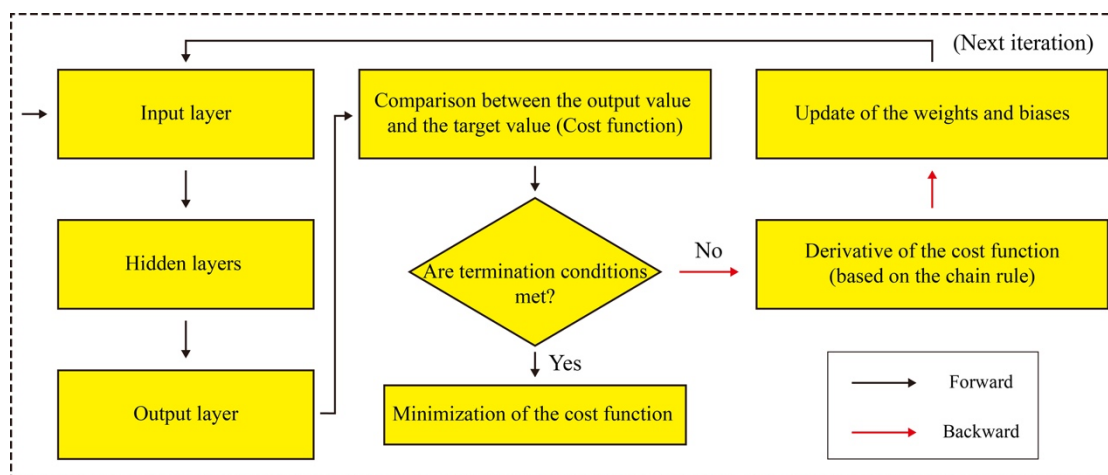 (Next iteration)
Input layer
Hidden layers
Output layer
Comparison between the output value
and the target value (Cost function)
Are termination conditions
met?
Yes
Minimization of the cost function
No
Derivative of the cost function
(based on the chain rule)
Update of the weights and biases
Forward
Backward